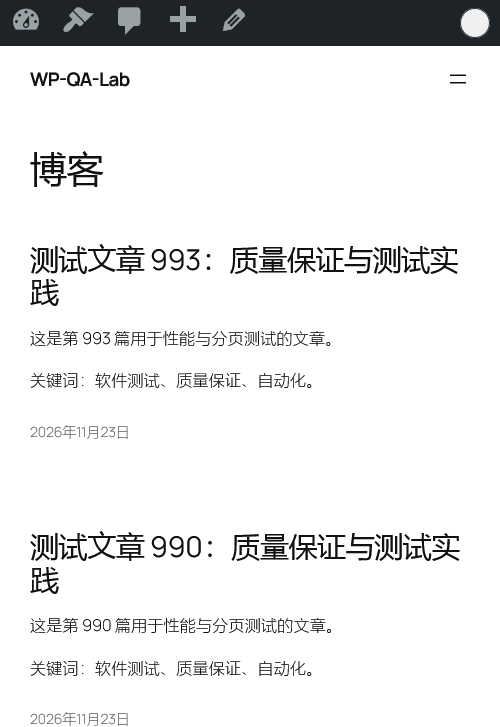 WP-QA-Lab
博客
测试文章 993：质量保证与测试实
践
这是第 993 篇用于性能与分页测试的文章。
关键词：软件测试、质量保证、自动化。
2026年11月23日
测试文章 990：质量保证与测试实
践
这是第 990 篇用于性能与分页测试的文章。
关键词：软件测试、质量保证、自动化。
2026年11月23日